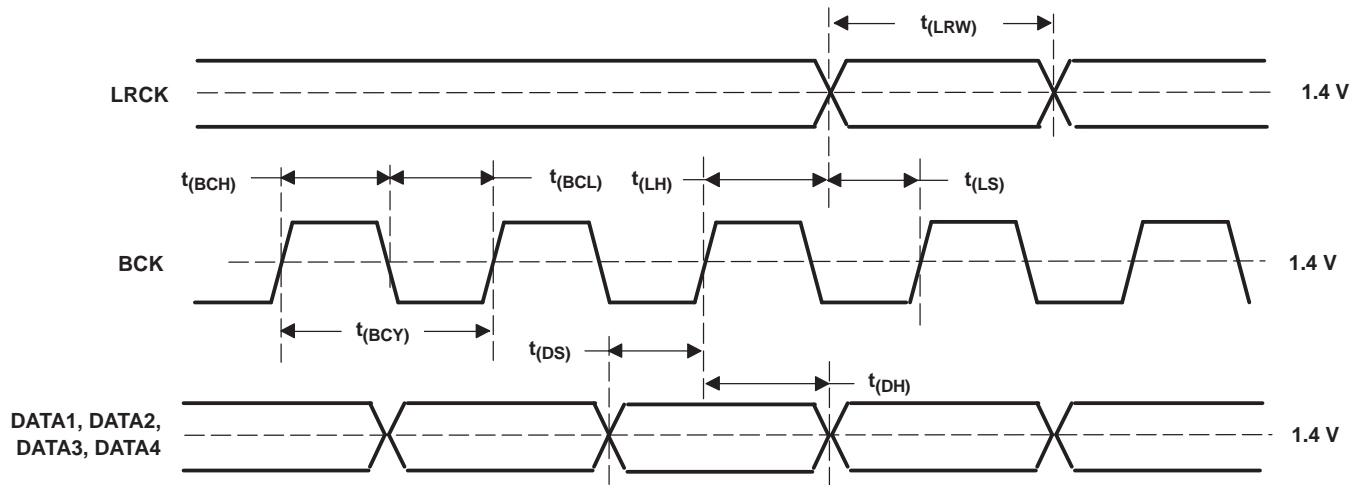 t(LRW)
LRCK
1.4 V
t(BCH)
t(BCL)
t(LH)
t(LS)
BCK
1.4 V
t(BCY)
t(DS)
t(DH)
DATA1, DATA2,
DATA3, DATA4
1.4 V